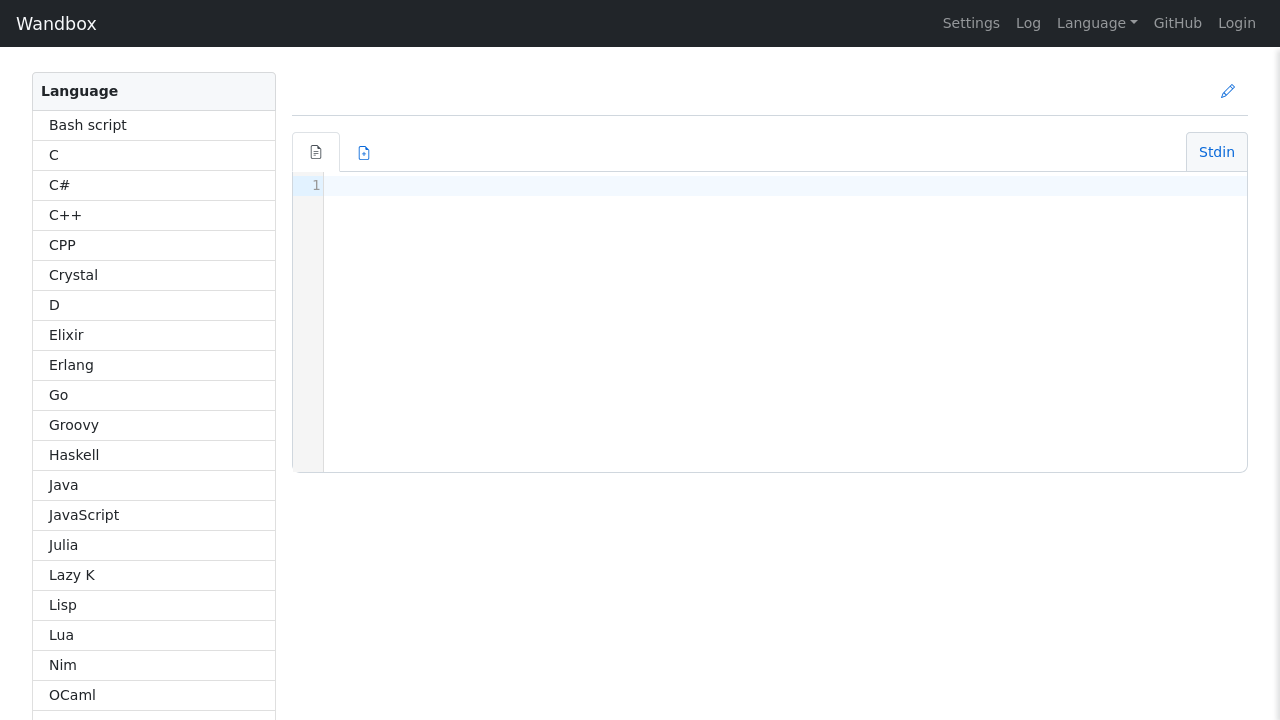 Wandbox
Settings Log Language GitHub Login
Language
Bash script
C
C#
C++
CPP
Crystal
D
Elixir
Erlang
Go
Groovy
Haskell
Java
JavaScript
Julia
Lazy K
Lisp
Lua
Nim
OCaml
Stdin
1